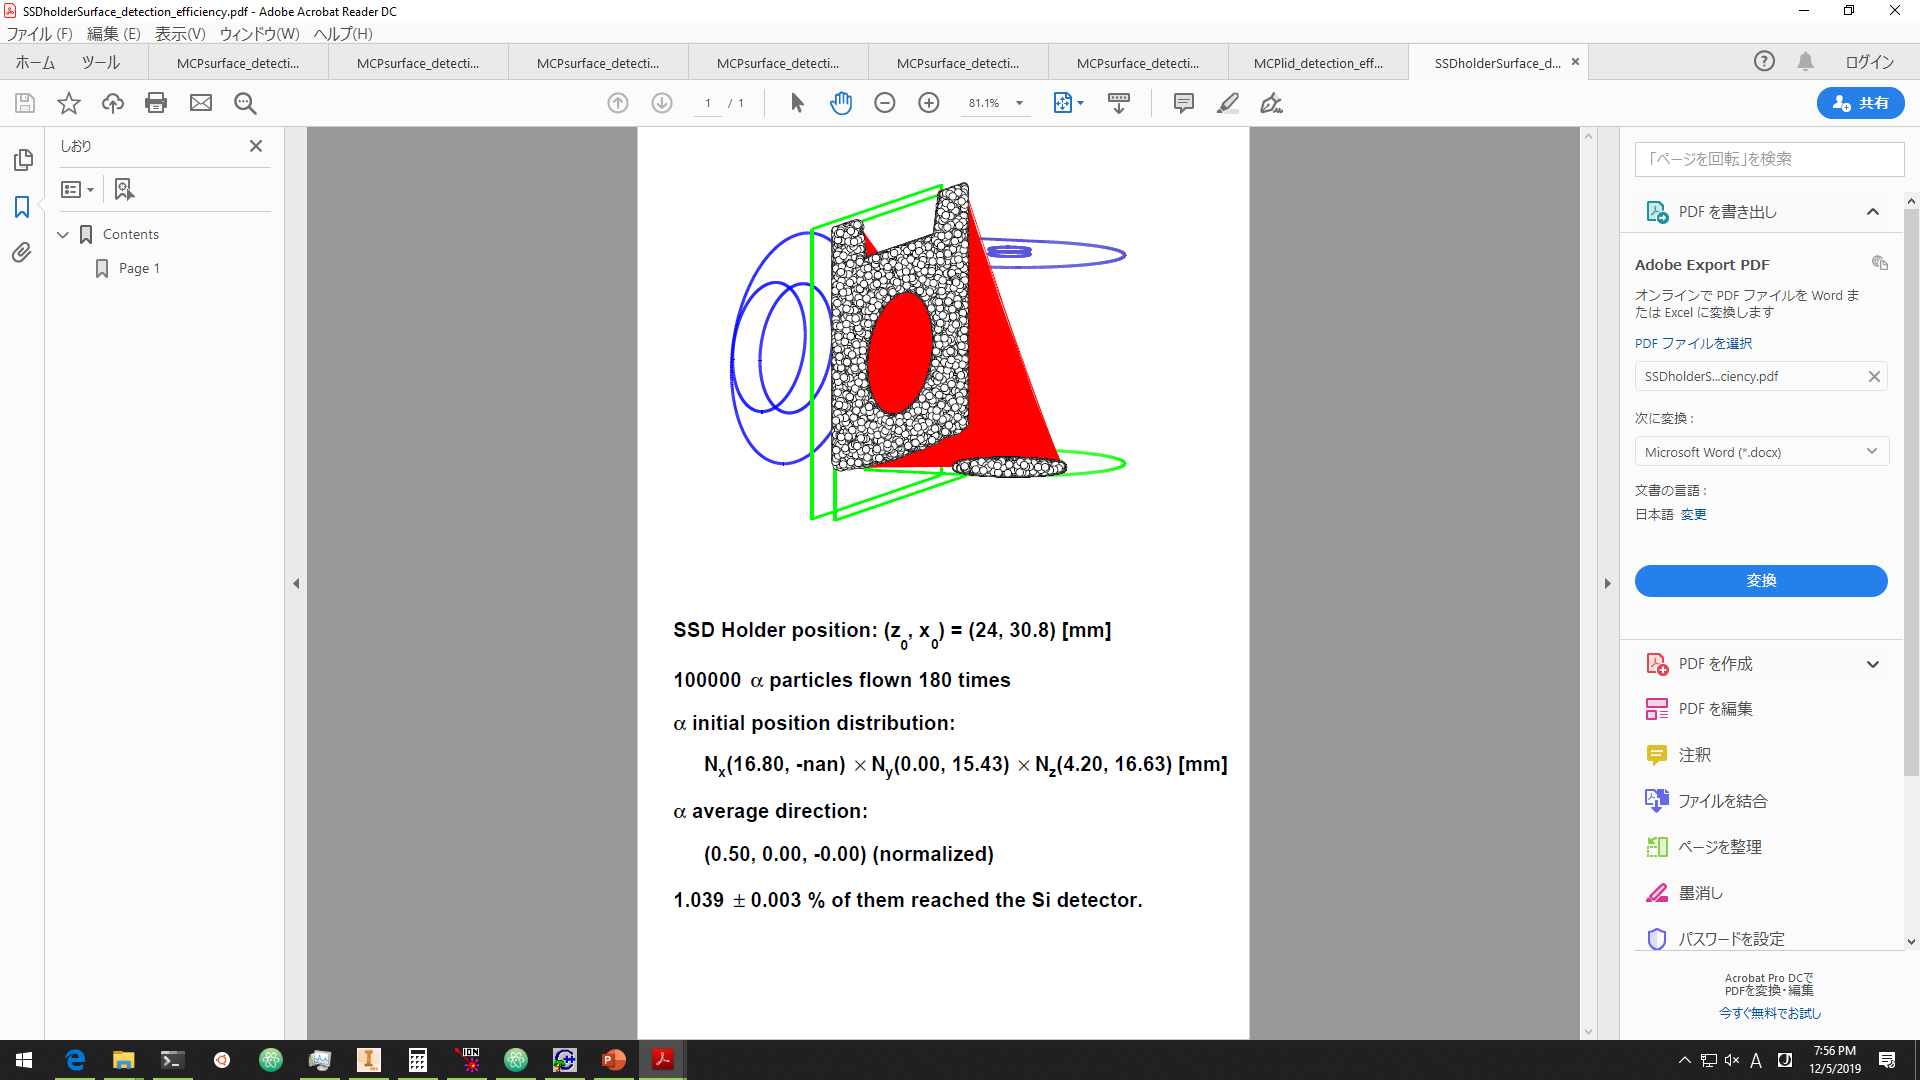 SSDholderSurface_detection_efficiency.pdf - Adobe Acrobat Reader DC
ファイル (F) 編集 (E) 表示(V) ウィンドウ(W) ヘルプ(H)
ホーム ツール MCPsurface_detecti... MCPsurface_detecti... MCPsurface_detecti... MCPsurface_detecti... MCPsurface_detecti... MCPsurface_detecti... MCPlid_detection_eff... SSDholderSurface_d... ログイン
1 / 1 81.1% 共有
しおり
Contents
Page 1
SSD Holder position: (z0, x0) = (24, 30.8) [mm]
100000 α particles flown 180 times
α initial position distribution:
Nx(16.80, -nan) × Ny(0.00, 15.43) × Nz(4.20, 16.63) [mm]
α average direction:
(0.50, 0.00, -0.00) (normalized)
1.039 ± 0.003 % of them reached the Si detector.
「ページを回転」を検索
PDF を書き出し
Adobe Export PDF
オンラインで PDF ファイルを Word ま
たは Excel に変換します
PDF ファイルを選択
SSDholderS...ciency.pdf
次に変換 :
Microsoft Word (*.docx)
文書の言語 :
日本語 変更
変換
PDF を作成
PDF を編集
注釈
ファイルを結合
ページを整理
墨消し
パスワードを設定
Acrobat Pro DCで
PDFを変換・編集
今すぐ無料でお試し
ION
A
7:56 PM
12/5/2019